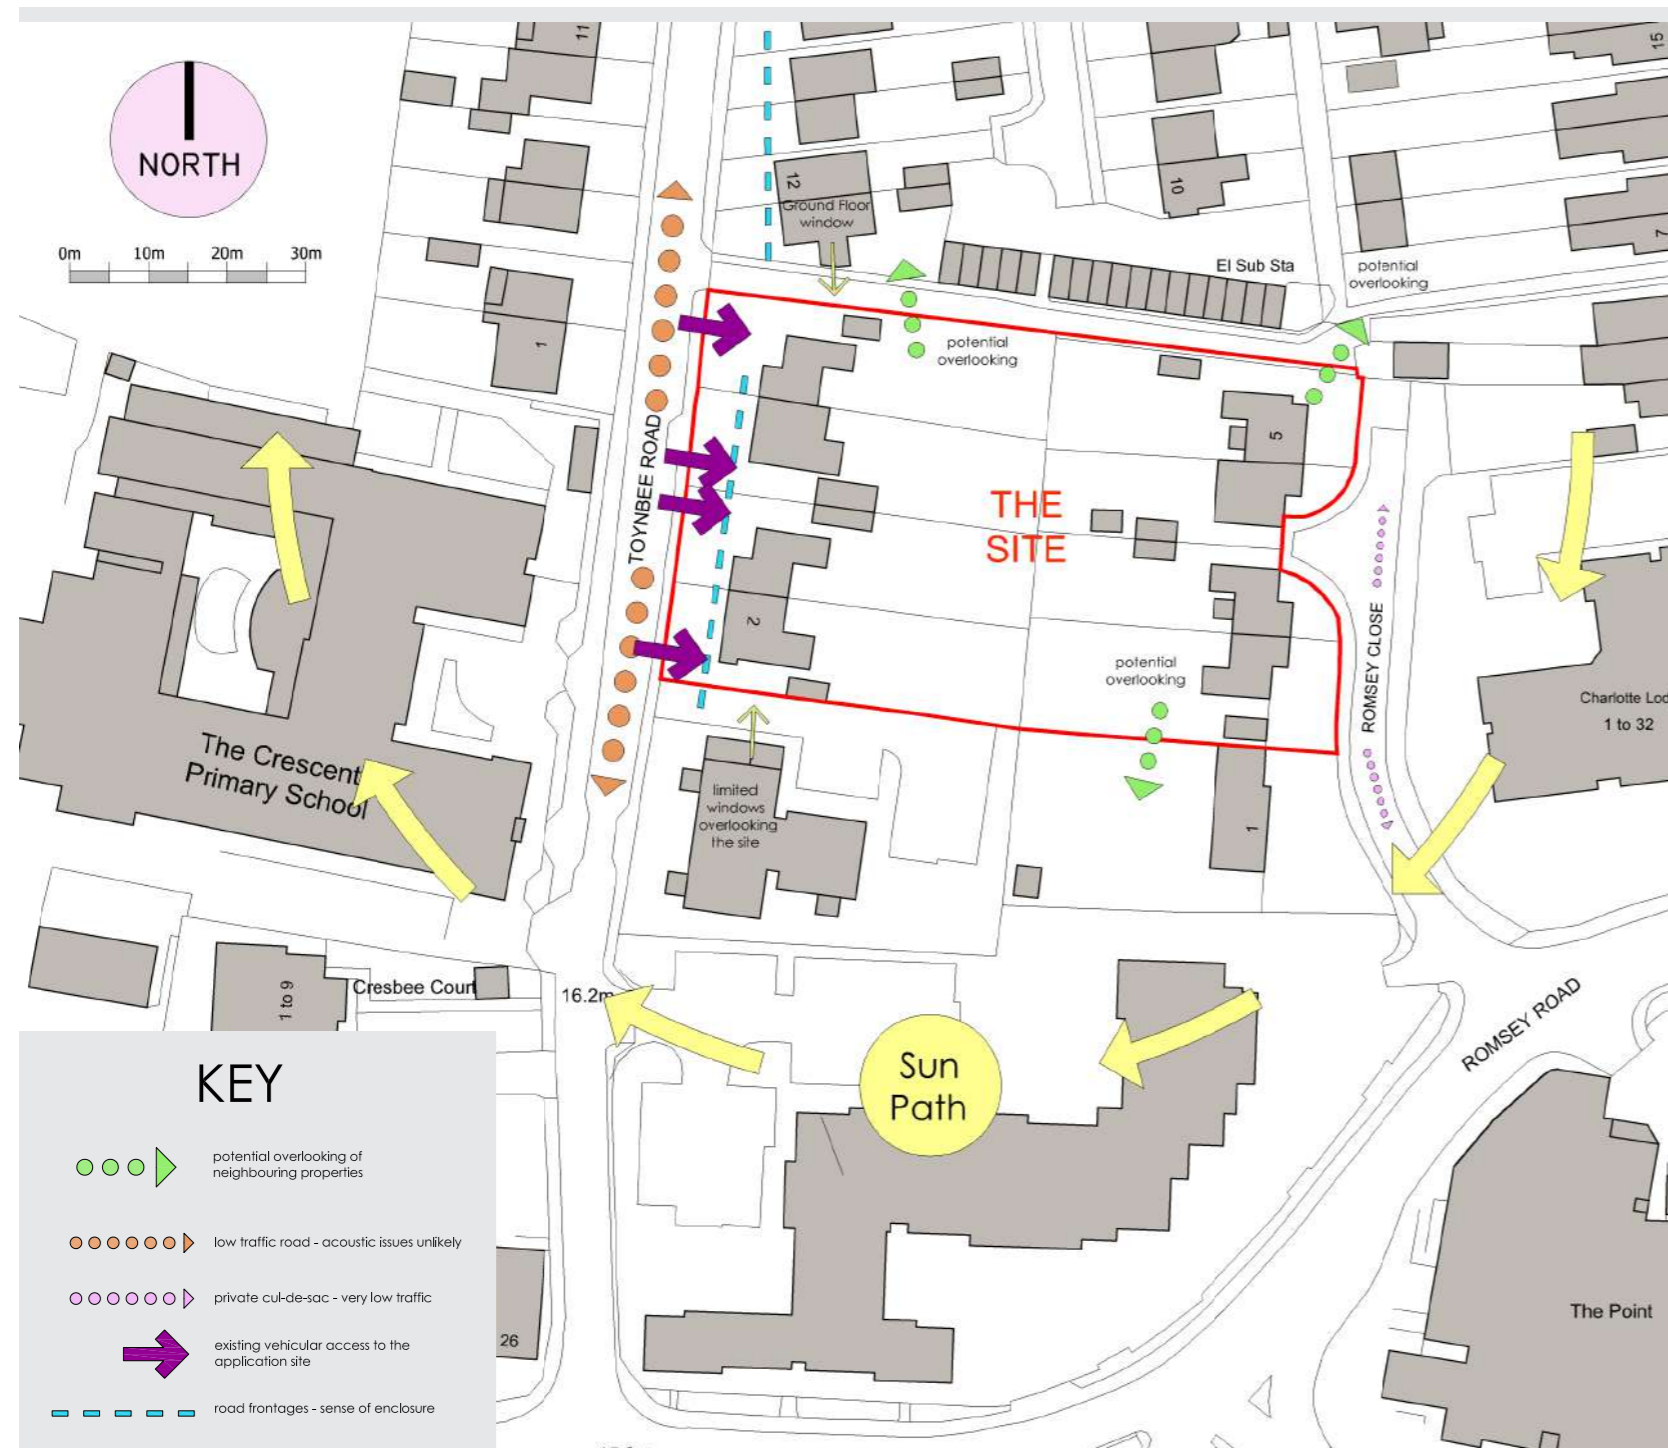 11
15
NORTH
0m 10m 20m 30m
12
Ground Floor
window
10
7
El Sub Sta
potential
overlooking
1
potential
overlooking
TOYNBEE ROAD
5
THE
SITE
2
ROMSEY CLOSE
potential
overlooking
Charlotte Loc
1 to 32
The Crescent
Primary School
limited
windows
overlooking
the site
1
1 to 9
Cresbee Court
16.2m
ROMSEY ROAD
Sun
Path
The Point
26
KEY
potential overlooking of
neighbouring properties
low traffic road - acoustic issues unlikely
private cul-de-sac - very low traffic
existing vehicular access to the
application site
road frontages - sense of enclosure